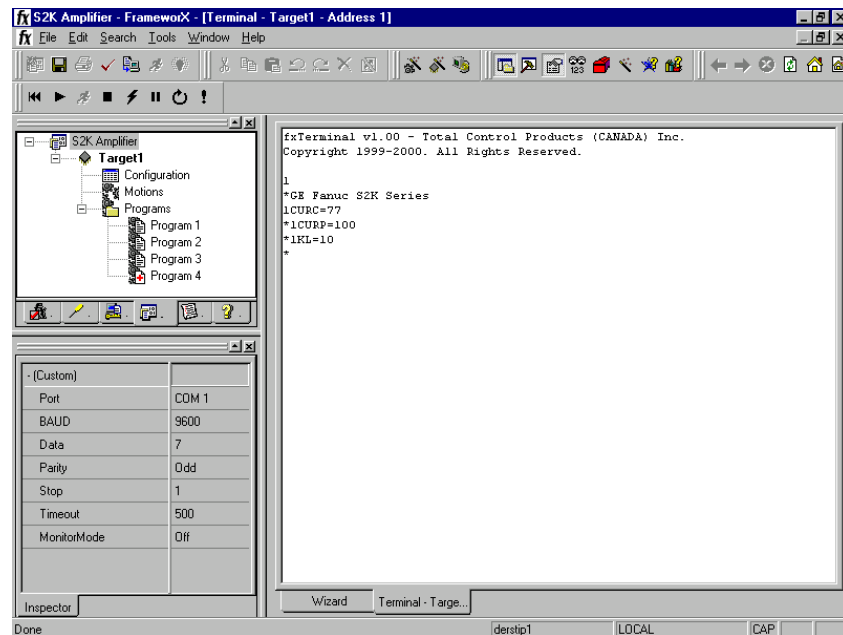 fx S2K Amplifier - FrameworX - [Terminal - Target1 - Address 1]
fx File Edit Search Tools Window Help
123
S2K Amplifier
Target1
Configuration
Motions
Programs
Program 1
Program 2
Program 3
Program 4
fxTerminal v1.00 - Total Control Products (CANADA) Inc.
Copyright 1999-2000. All Rights Reserved.
1
*GE Fanuc S2K Series
1CURC=77
*1CURP=100
*1KL=10
*
- (Custom)
Port COM 1
BAUD 9600
Data 7
Parity Odd
Stop 1
Timeout 500
MonitorMode Off
Inspector
Wizard Terminal - Targe...
Done derstip1 LOCAL CAP